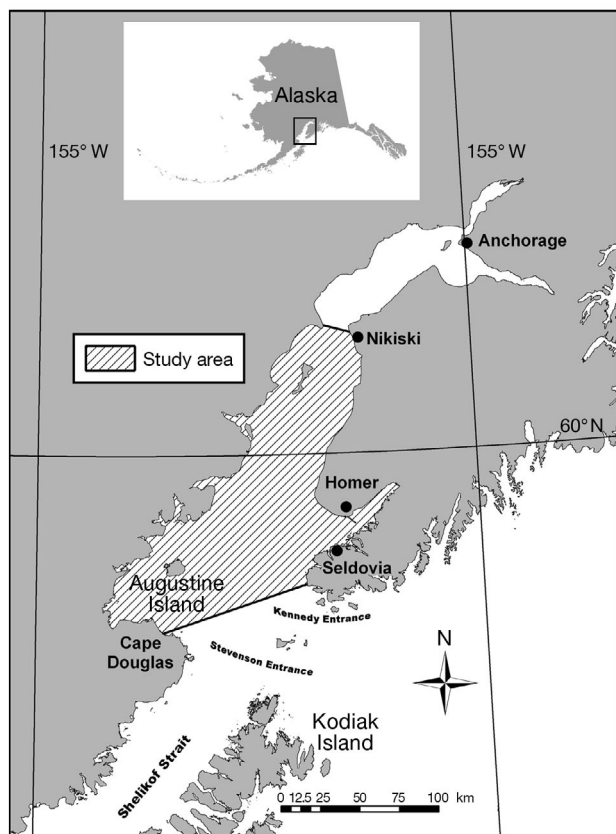 Alaska
155° W
155° W
Anchorage
Nikiski
Study area
60° N
Homer
Seldovia
Augustine
Island
Kennedy Entrance
Cape
Douglas
Stevenson Entrance
N
Kodiak
Island
Shelikof Strait
0 12.5 25 50 75 100 km